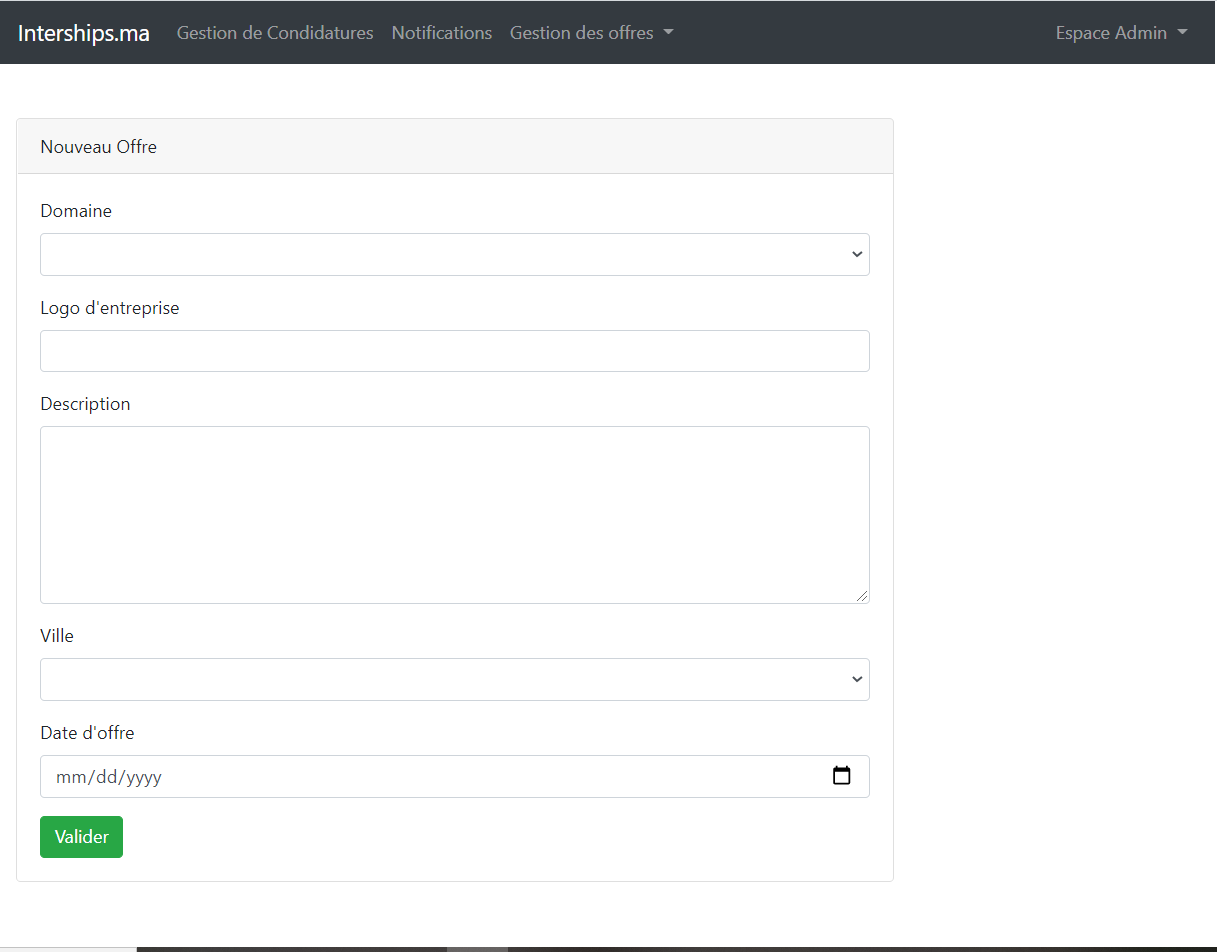 Interships.ma Gestion de Condidatures Notifications Gestion des offres Espace Admin
Nouveau Offre
Domaine
Logo d'entreprise
Description
Ville
Date d'offre
mm/dd/yyyy
Valider